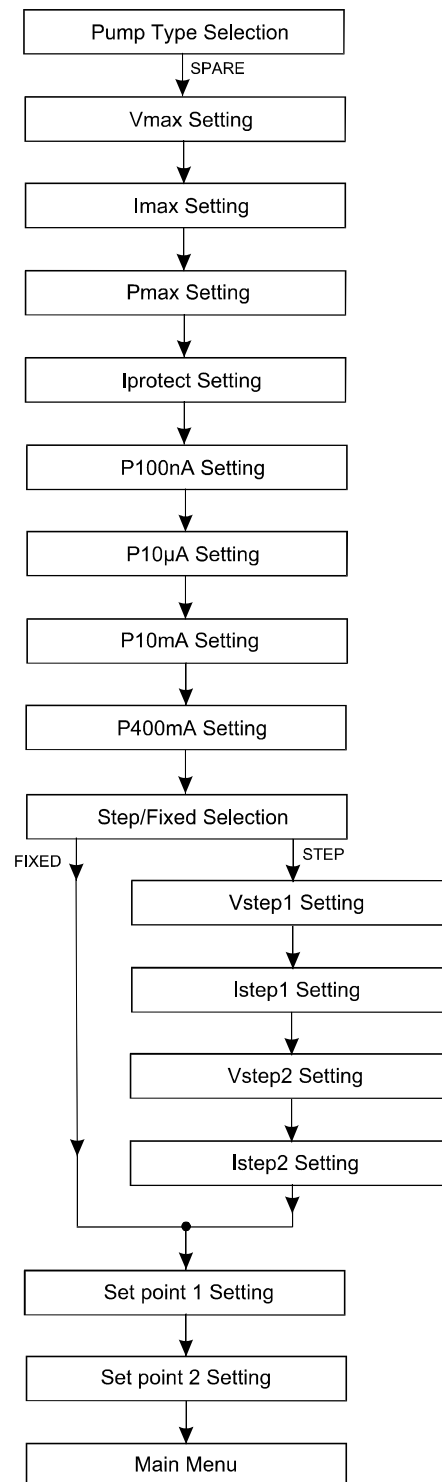 Pump Type Selection
SPARE
Vmax Setting
Imax Setting
Pmax Setting
Iprotect Setting
P100nA Setting
P10µA Setting
P10mA Setting
P400mA Setting
Step/Fixed Selection
FIXED
STEP
Vstep1 Setting
Istep1 Setting
Vstep2 Setting
Istep2 Setting
Set point 1 Setting
Set point 2 Setting
Main Menu